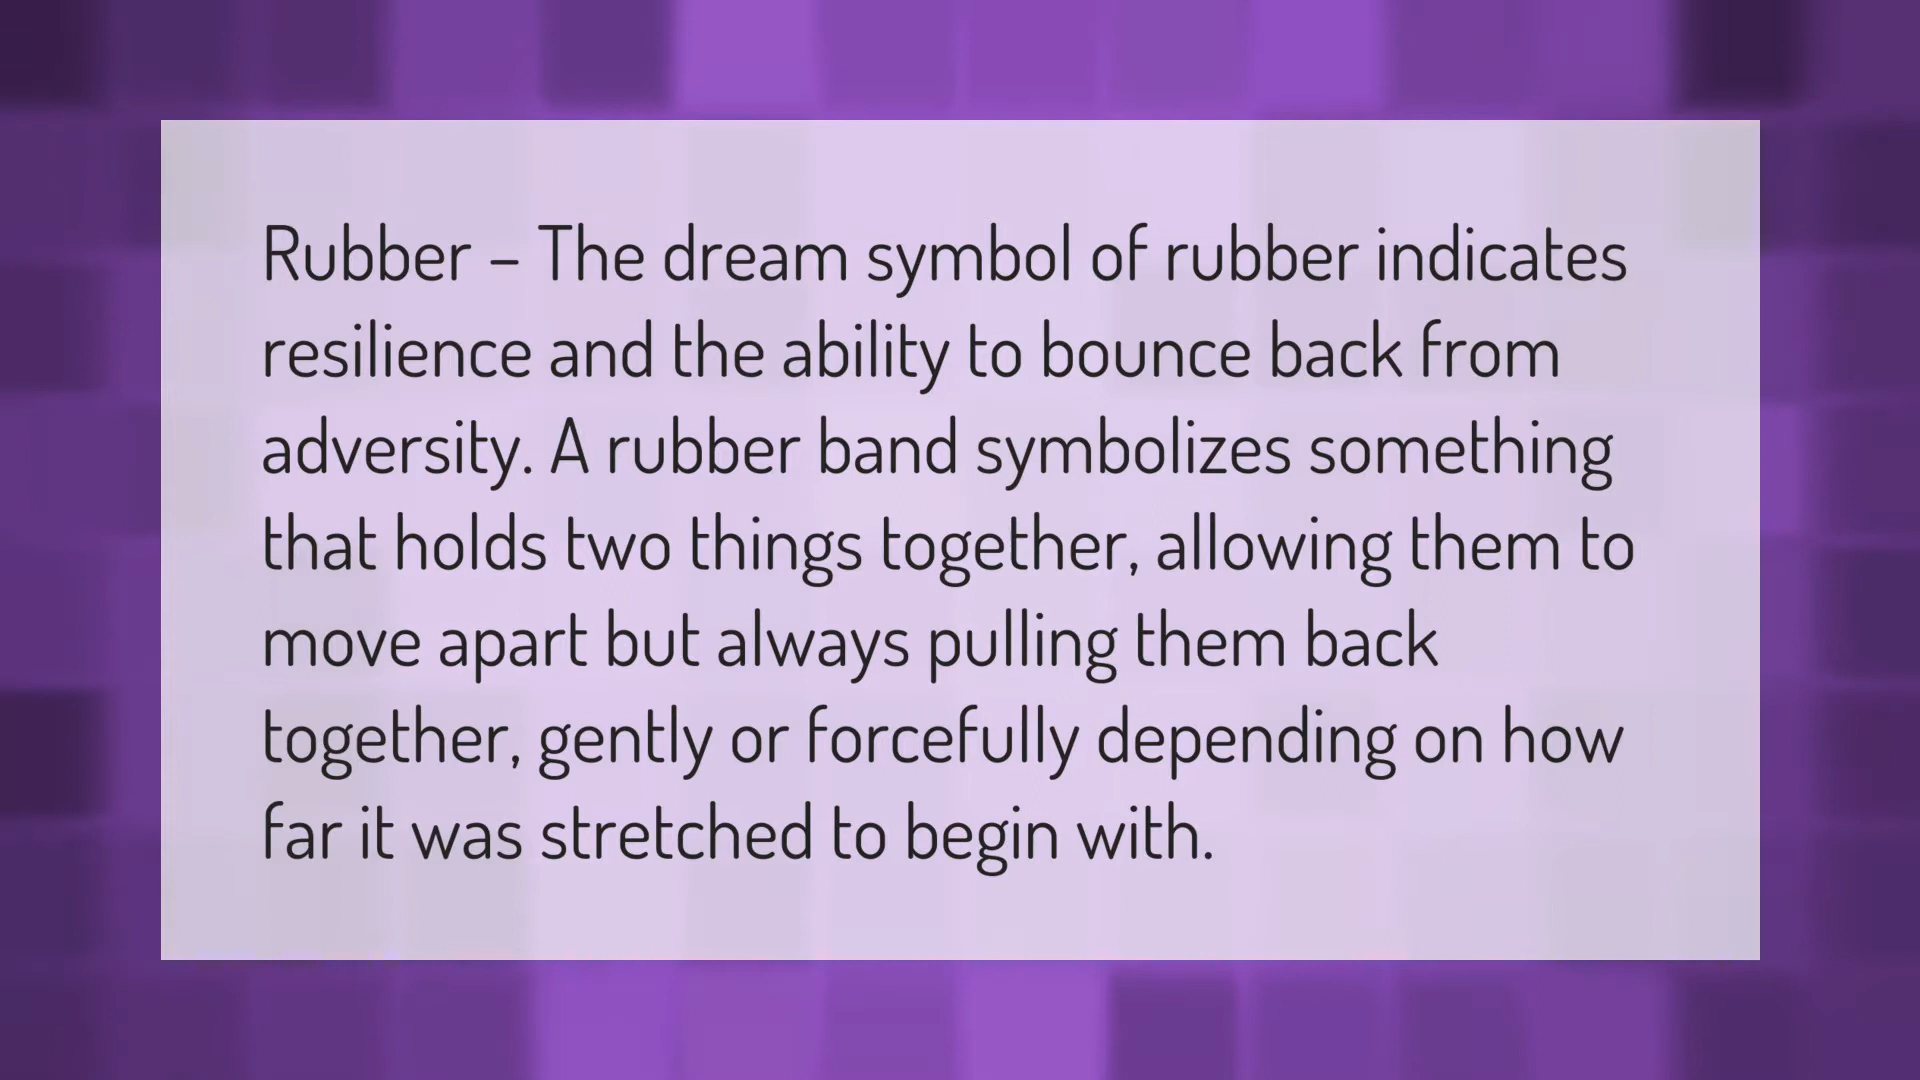 Rubber – The dream symbol of rubber indicates
resilience and the ability to bounce back from
adversity. A rubber band symbolizes something
that holds two things together, allowing them to
move apart but always pulling them back
together, gently or forcefully depending on how
far it was stretched to begin with.